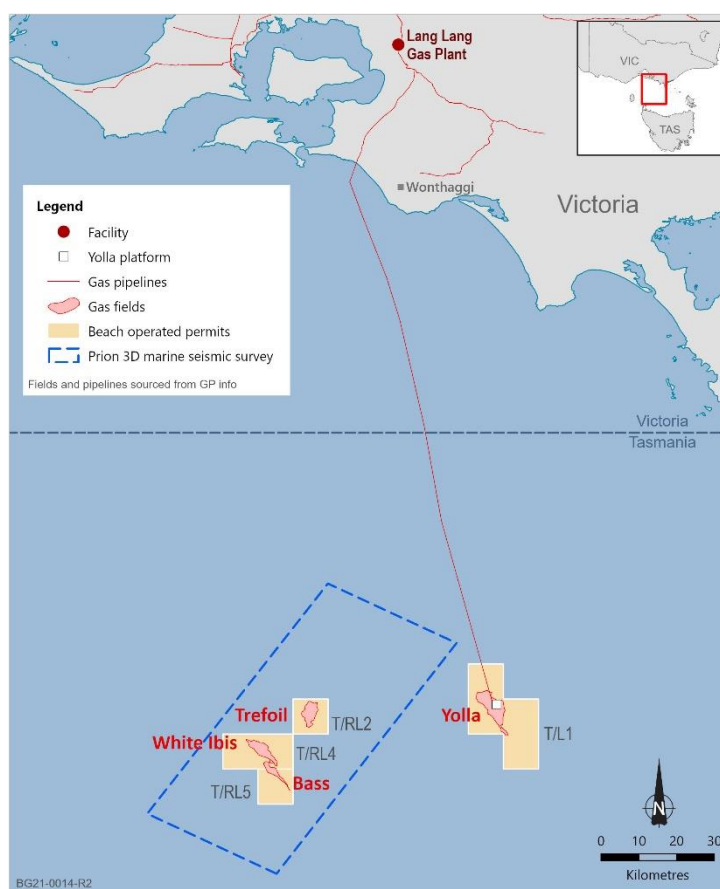 Lang Lang
Gas Plant
VIC
TAS
Wonthaggi
Victoria
Legend
Facility
Yolla platform
Gas pipelines
Gas fields
Beach operated permits
Prion 3D marine seismic survey
Fields and pipelines sourced from GP info
Victoria
Tasmania
Trefoil
T/RL2
Yolla
T/L1
White Ibis
T/RL4
T/RL5
Bass
N
0 10 20 30
Kilometres
BG21-0014-R2